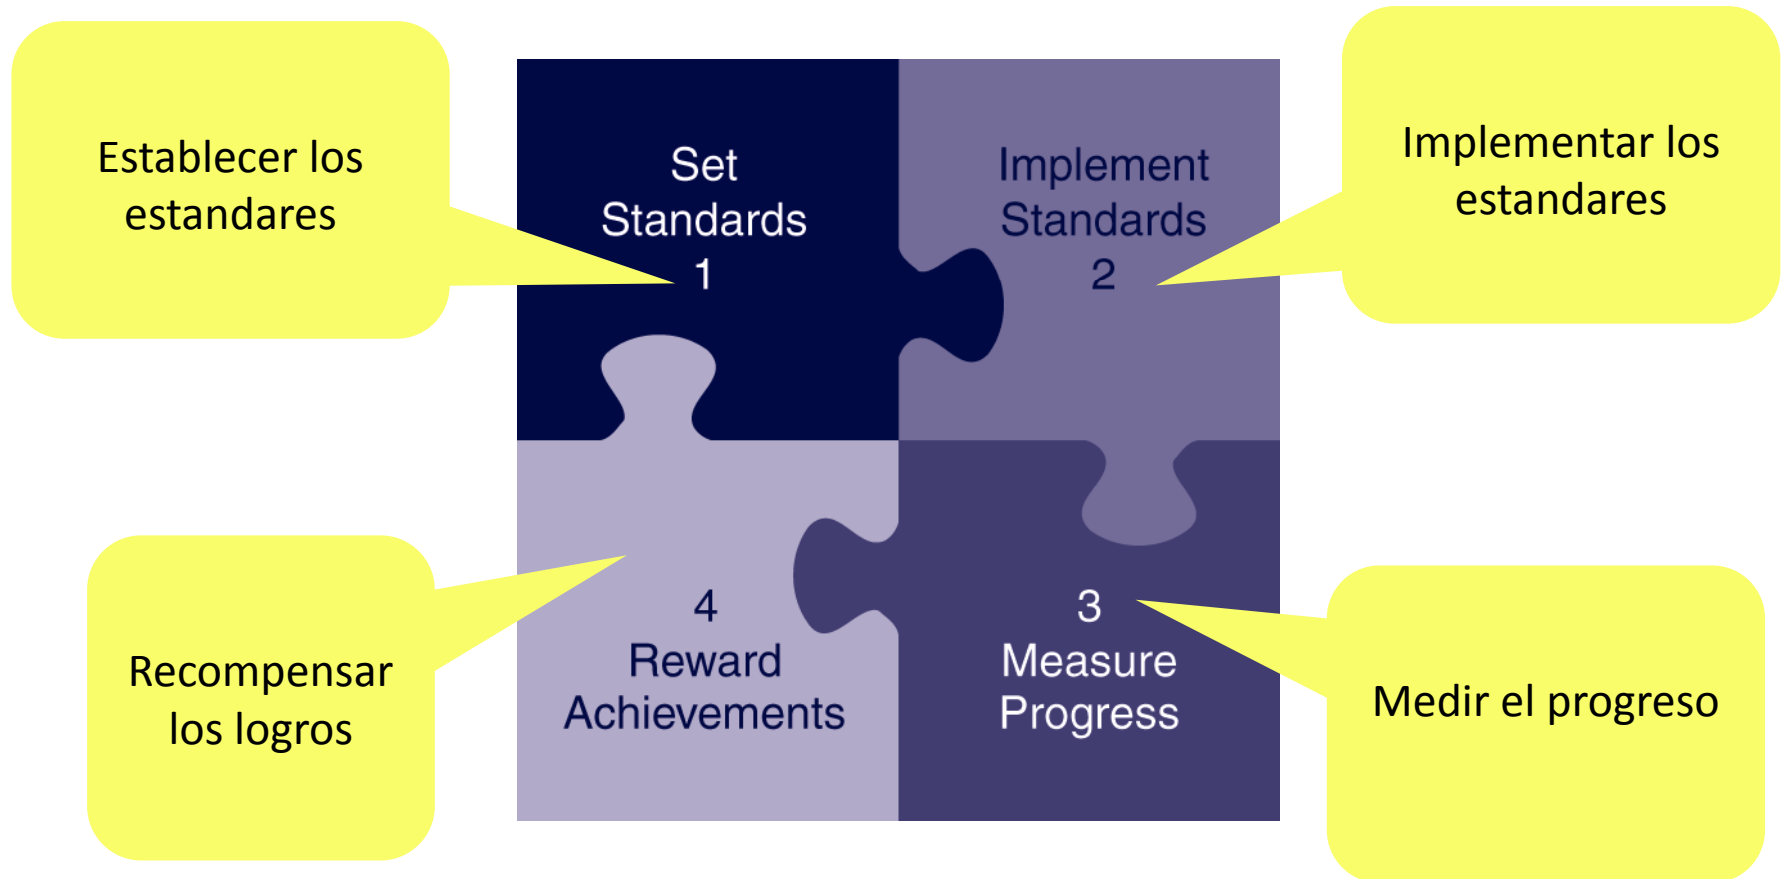 Establecer los
estandares
Set
Standards
1
Implement
Standards
2
Implementar los
estandares
Recompensar
los logros
4
Reward
Achievements
3
Measure
Progress
Medir el progreso